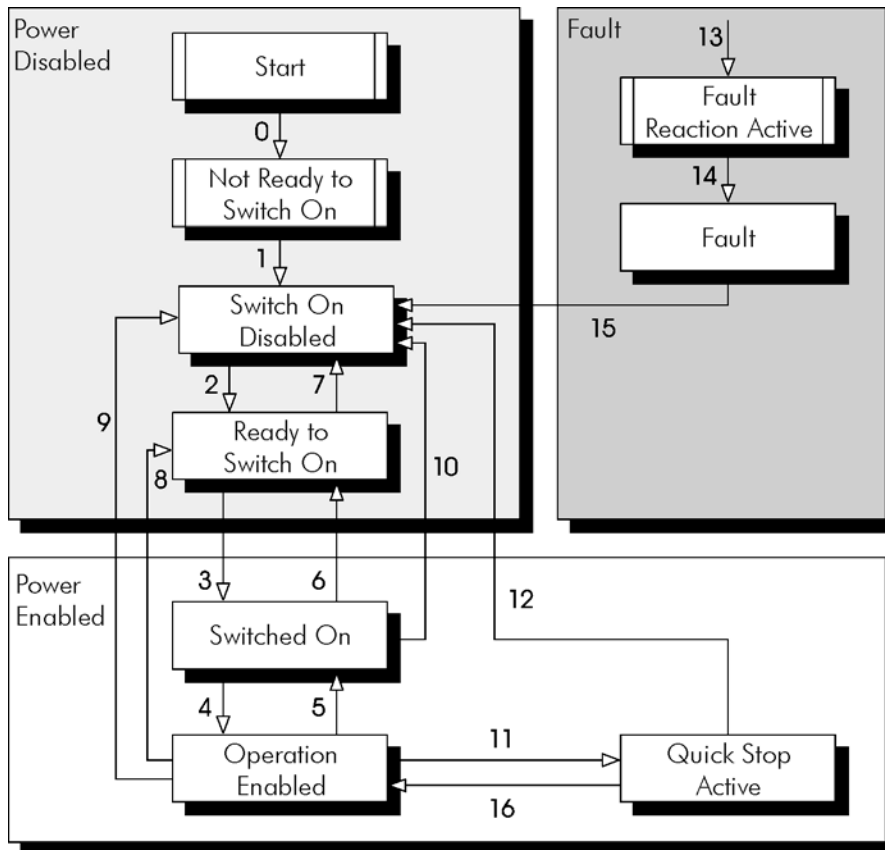 Power
Disabled
Start
0
Not Ready to
Switch On
1
Switch On
Disabled
2
7
9
Ready to
Switch On
8
10
Fault
13
Fault
Reaction Active
14
Fault
15
Power
Enabled
3
6
12
Switched On
4
5
Operation
Enabled
11
16
Quick Stop
Active